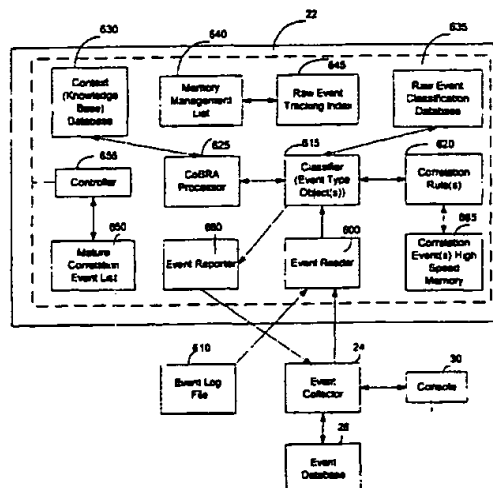 630
640
22
645
635
Context
(Knowledge
Base)
Database
Memory
Management
List
Raw Event
Tracking Index
Raw Event
Classification
Database
655
625
615
620
Controller
CoBRA
Processor
Classifier
(Event Type
Object(s))
Correlation
Rule(s)
650
660
600
665
Mature
Correlation
Event List
Event Reporter
Event Reader
Correlation
Event(s) High
Speed
Memory
610
24
30
Event Log
File
Event
Collector
Console
26
Event
Database